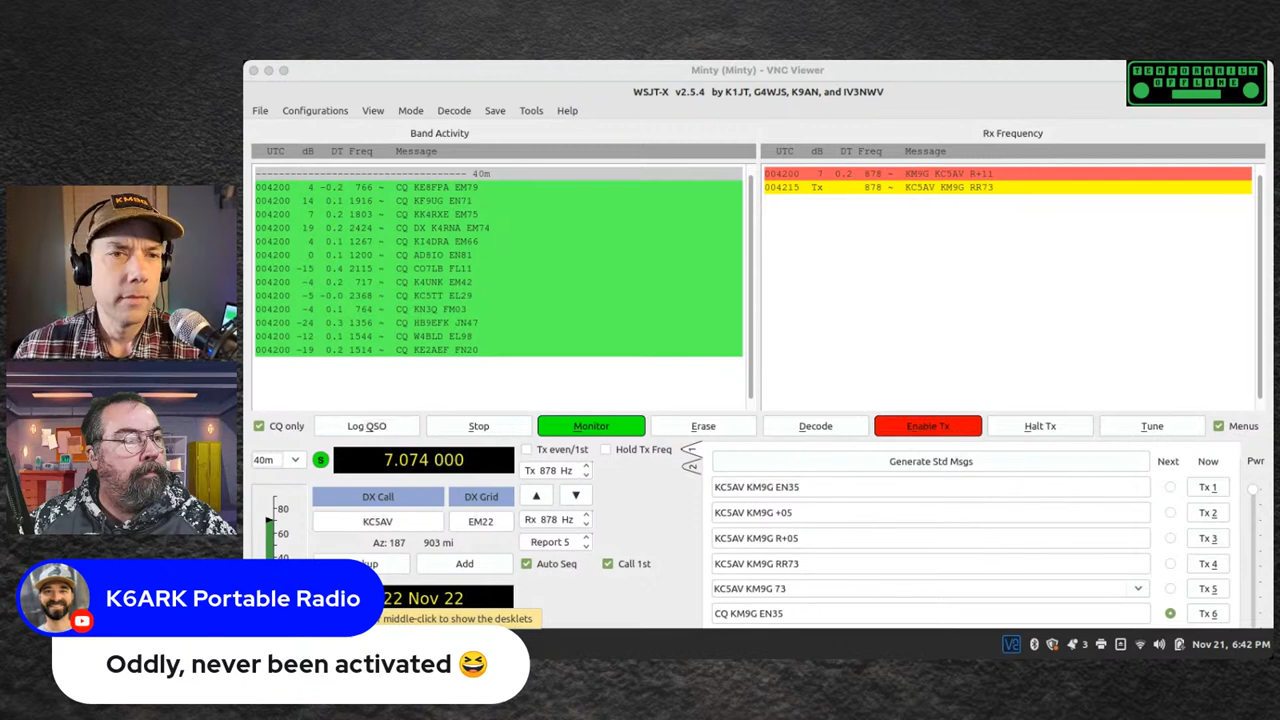 Minty (Minty) - VNC Viewer
TEMPORARILY
OFFLINE
WSJT-X v2.5.4 by K1JT, G4WJS, K9AN, and IV3NWV
File Configurations View Mode Decode Save Tools Help
Band Activity
UTC dB DT Freq Message
---------------------------------- 40m
004200 4 -0.2 766 ~ CQ KE8FPA EM79
004200 14 0.1 1916 ~ CQ KF9UG EN71
004200 7 0.2 1803 ~ CQ KK4RXE EM75
004200 19 0.2 2424 ~ CQ DX K4RNA EM74
004200 4 0.1 1267 ~ CQ KI4DRA EM66
004200 0 0.1 1200 ~ CQ AD8IO EN81
004200 -15 0.4 2115 ~ CQ CO7LB FL11
004200 -4 0.2 717 ~ CQ K4UNK EM42
004200 -5 -0.0 2368 ~ CQ KC5TT EL29
004200 -4 0.1 764 ~ CQ KN3Q FM03
004200 -24 0.3 1356 ~ CQ HB9EFK JN47
004200 -12 0.1 1544 ~ CQ W4BLD EL98
004200 -19 0.2 1514 ~ CQ KE2AEF FN20
Rx Frequency
UTC dB DT Freq Message
004200 7 0.2 878 ~ KM9G KC5AV R+11
004215 Tx 878 ~ KC5AV KM9G RR73
KM9G
CQ only Log QSO Stop Monitor Erase Decode Enable Tx Halt Tx Tune Menus
40m S 7.074 000
Tx even/1st Hold Tx Freq
Tx 878 Hz
DX Call DX Grid
KC5AV EM22
Rx 878 Hz
Az: 187 903 mi
Report 5
Add
Auto Seq Call 1st
22 Nov 22
middle-click to show the desklets
80
60
40
1
2
Generate Std Msgs Next Now Pwr
KC5AV KM9G EN35 Tx 1
KC5AV KM9G +05 Tx 2
KC5AV KM9G R+05 Tx 3
KC5AV KM9G RR73 Tx 4
KC5AV KM9G 73 Tx 5
CQ KM9G EN35 Tx 6
3 Nov 21, 6:42 PM
K6ARK Portable Radio
Oddly, never been activated 😆